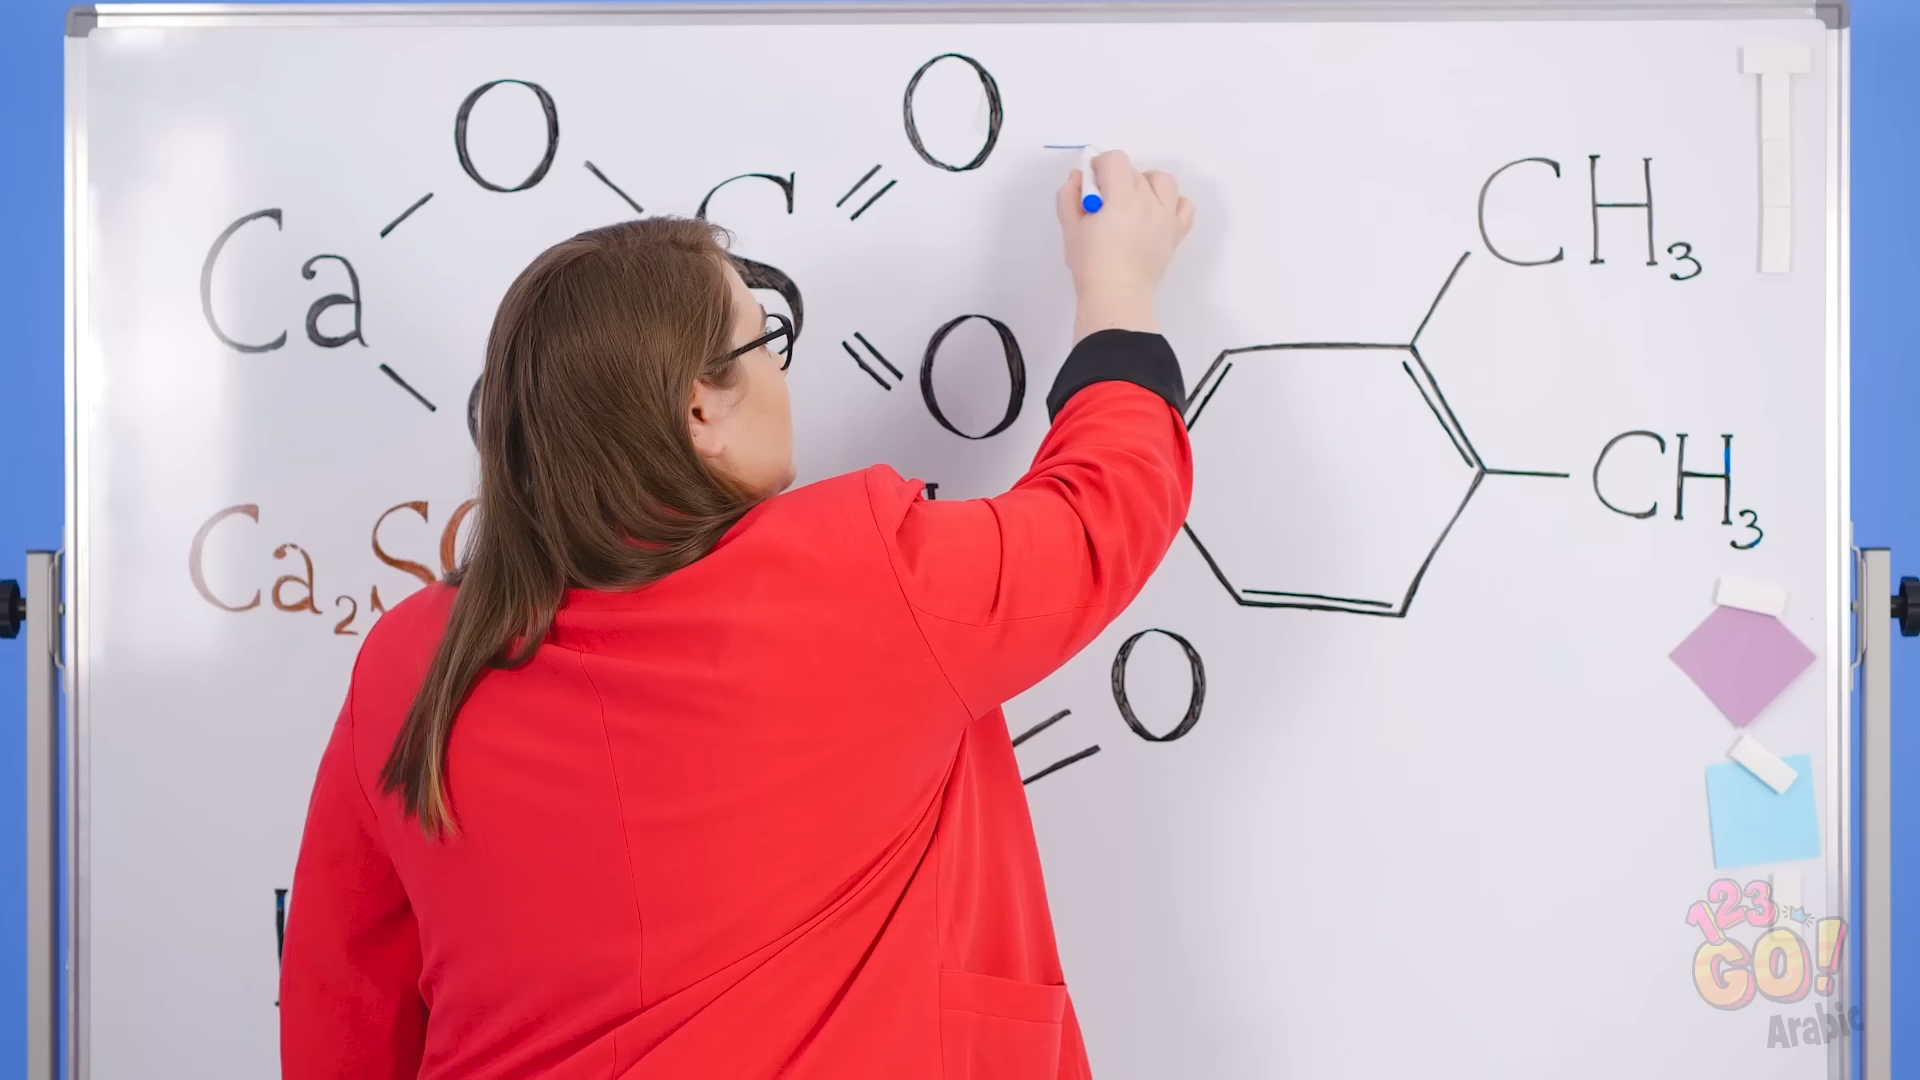 O O
Ca S
O
CH₃
CH₃
Ca₂S
O
123
GO!
Arabic